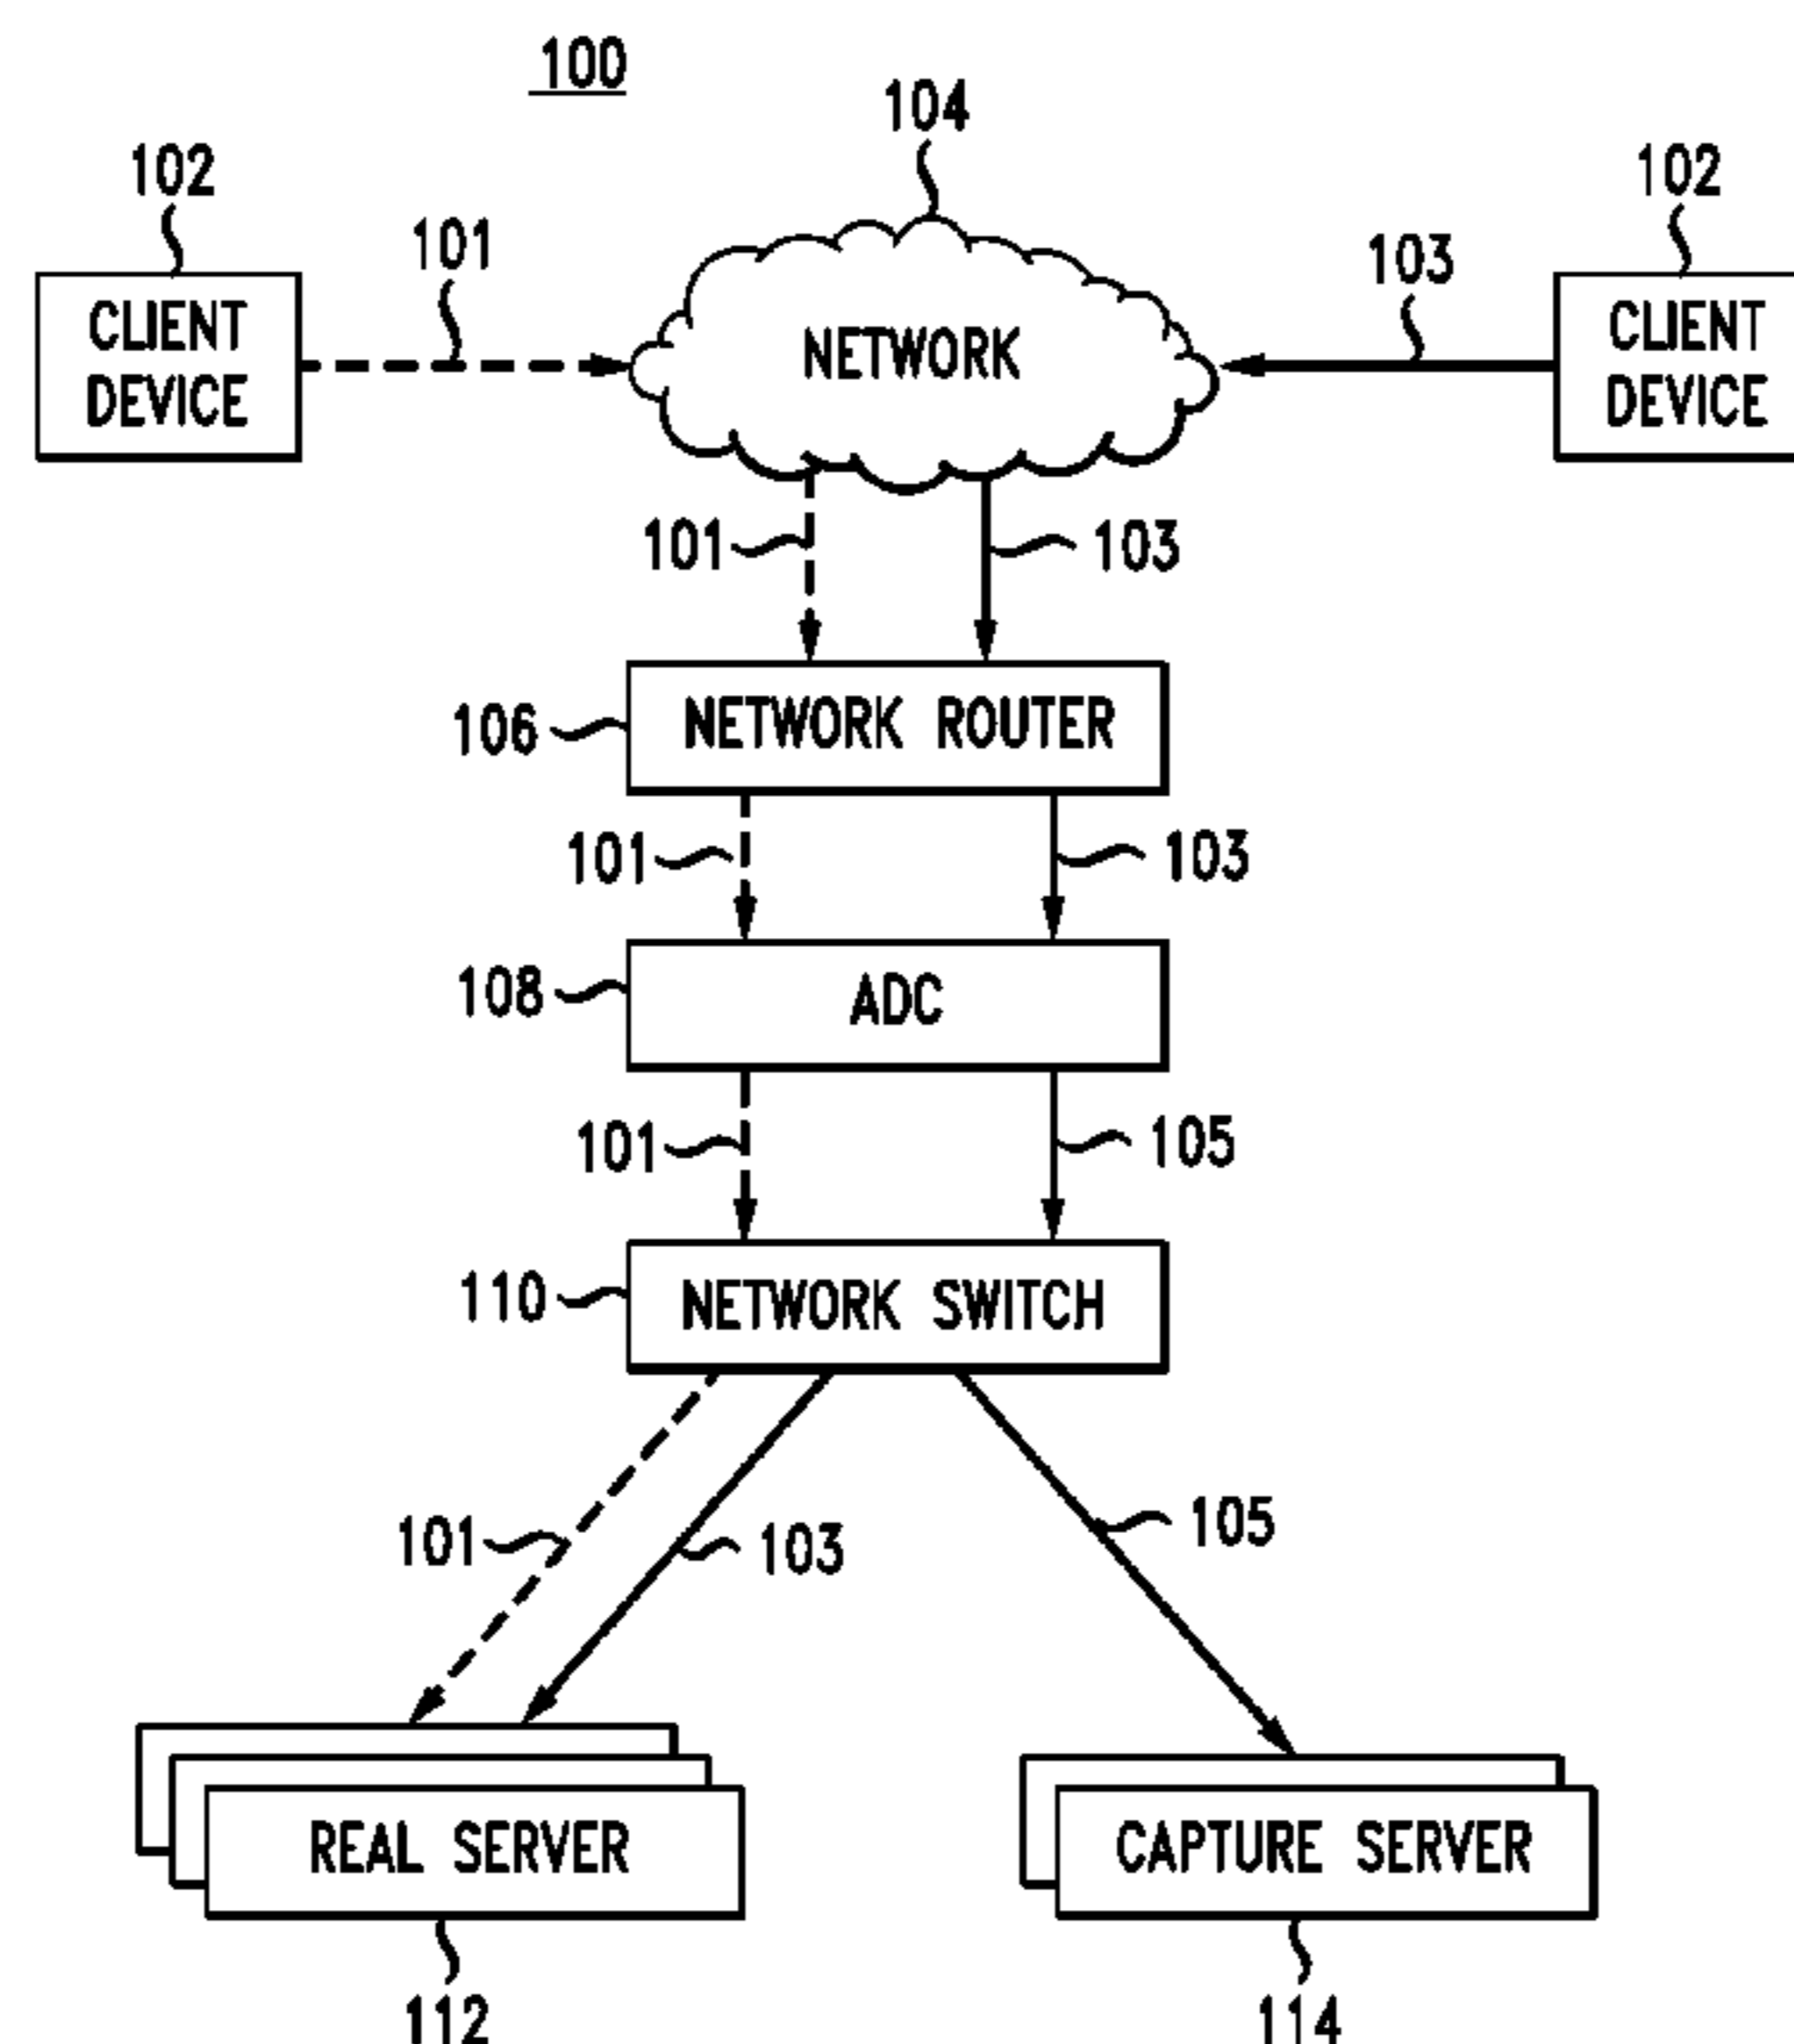 100
104
102
102
101
103
CLIENT
DEVICE
NETWORK
CLIENT
DEVICE
101
103
106
NETWORK ROUTER
101
103
108
ADC
101
105
110
NETWORK SWITCH
101
103
105
REAL SERVER
CAPTURE SERVER
112
114